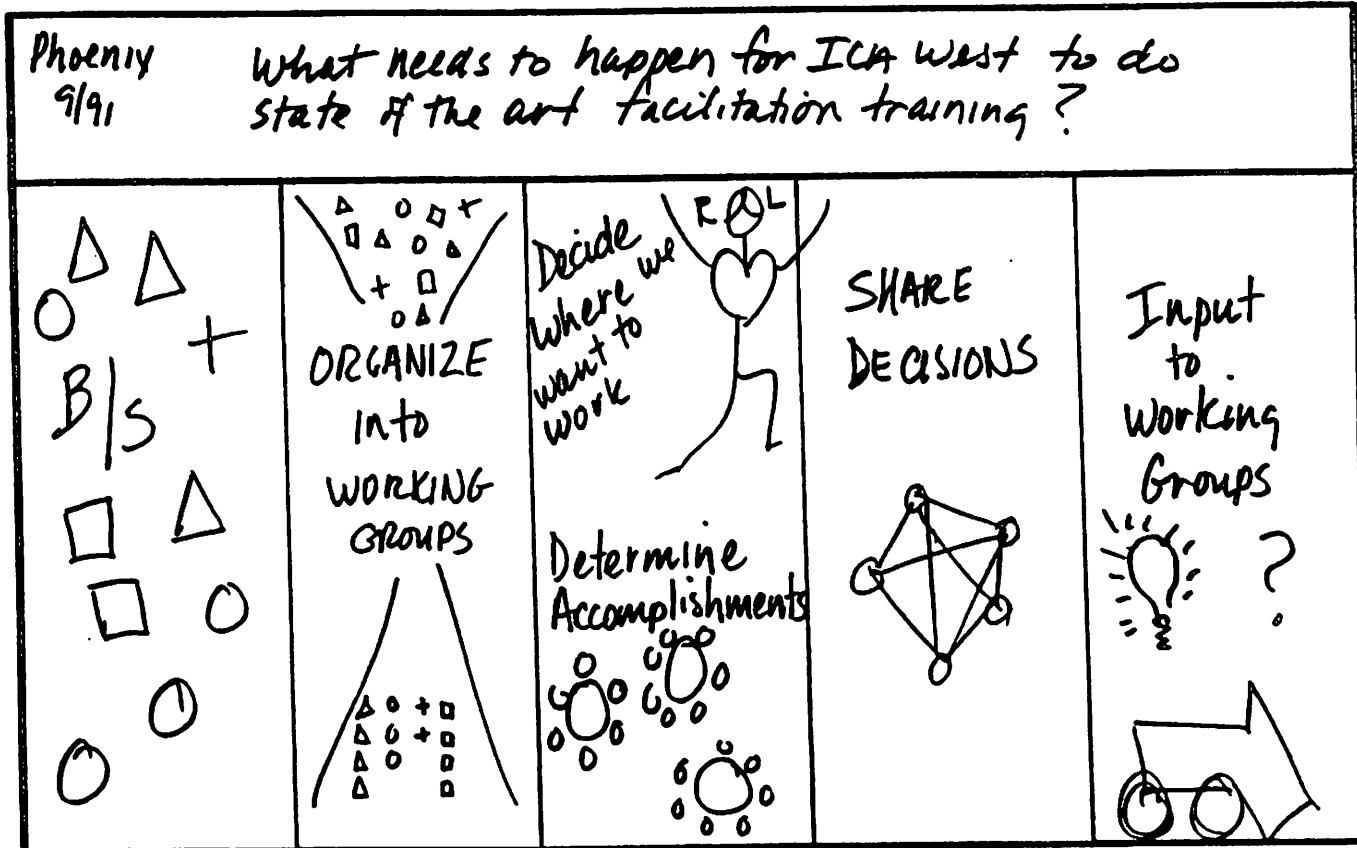 Phoenix
9/91
What needs to happen for ICA West to do
state of the art facilitation training?
B/S
ORGANIZE
into
WORKING
GROUPS
Decide
where we
want to
work
R L
Determine
Accomplishments
SHARE
DECISIONS
Input
to
Working
Groups
?